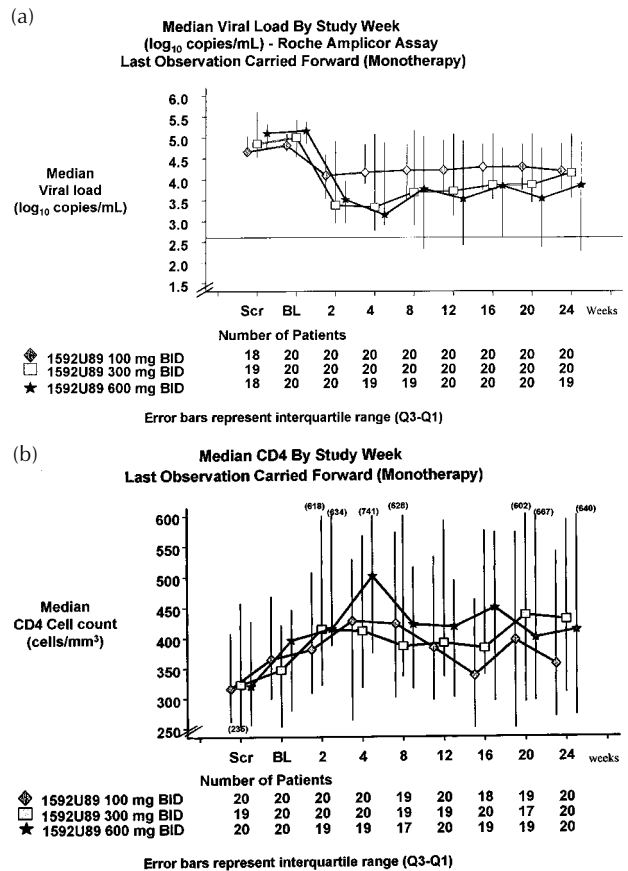 (a)
Median Viral Load By Study Week
(log10 copies/mL) - Roche Amplicor Assay
Last Observation Carried Forward (Monotherapy)
Median
Viral load
(log10 copies/mL)
6.0
5.5
5.0
4.5
4.0
3.5
3.0
2.5
2.0
1.5
Scr BL 2 4 8 12 16 20 24 Weeks
Number of Patients
1592U89 100 mg BID 18 20 20 20 20 20 20 20 20
1592U89 300 mg BID 19 20 20 20 20 20 20 20 20
1592U89 600 mg BID 18 20 20 19 19 20 20 20 19
Error bars represent interquartile range (Q3-Q1)
(b)
Median CD4 By Study Week
Last Observation Carried Forward (Monotherapy)
Median
CD4 Cell count
(cells/mm3)
(618) (634) (741) (628) (602) (667) (640)
600
550
500
450
400
350
300
250
(235)
Scr BL 2 4 8 12 16 20 24 weeks
Number of Patients
1592U89 100 mg BID 20 20 20 20 19 20 18 19 20
1592U89 300 mg BID 19 20 20 20 19 19 20 17 20
1592U89 600 mg BID 20 20 19 19 17 20 19 19 20
Error bars represent interquartile range (Q3-Q1)